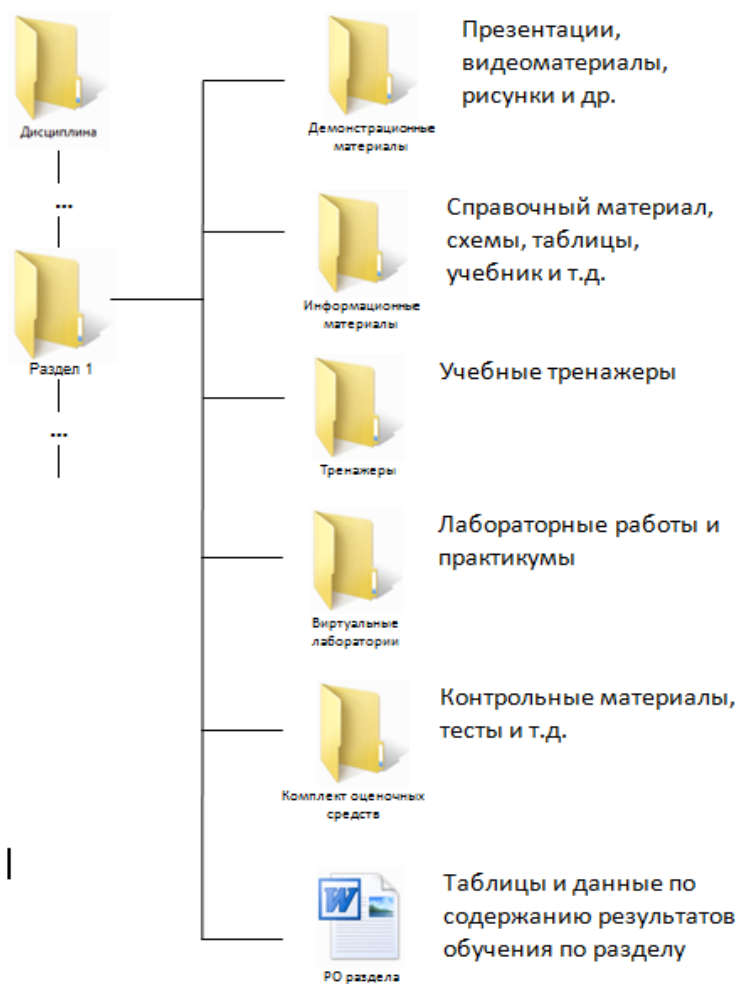 Дисциплина
...
Раздел 1
...
Демонстрационные
материалы
Презентации,
видеоматериалы,
рисунки и др.
Информационные
материалы
Справочный материал,
схемы, таблицы,
учебник и т.д.
Тренажеры
Учебные тренажеры
Виртуальные
лаборатории
Лабораторные работы и
практикумы
Комплект оценочных
средств
Контрольные материалы,
тесты и т.д.
W
РО раздела
Таблицы и данные по
содержанию результатов
обучения по разделу